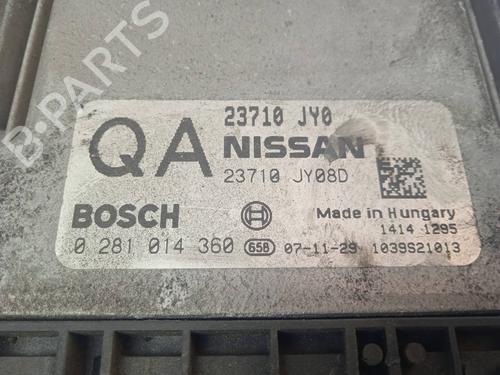 B-PARTS
23710 JY0
QA NISSAN
23710 JY08D
BOSCH
Made in Hungary
1414 1295
0 281 014 360 65B 07-11-29 1039S21013